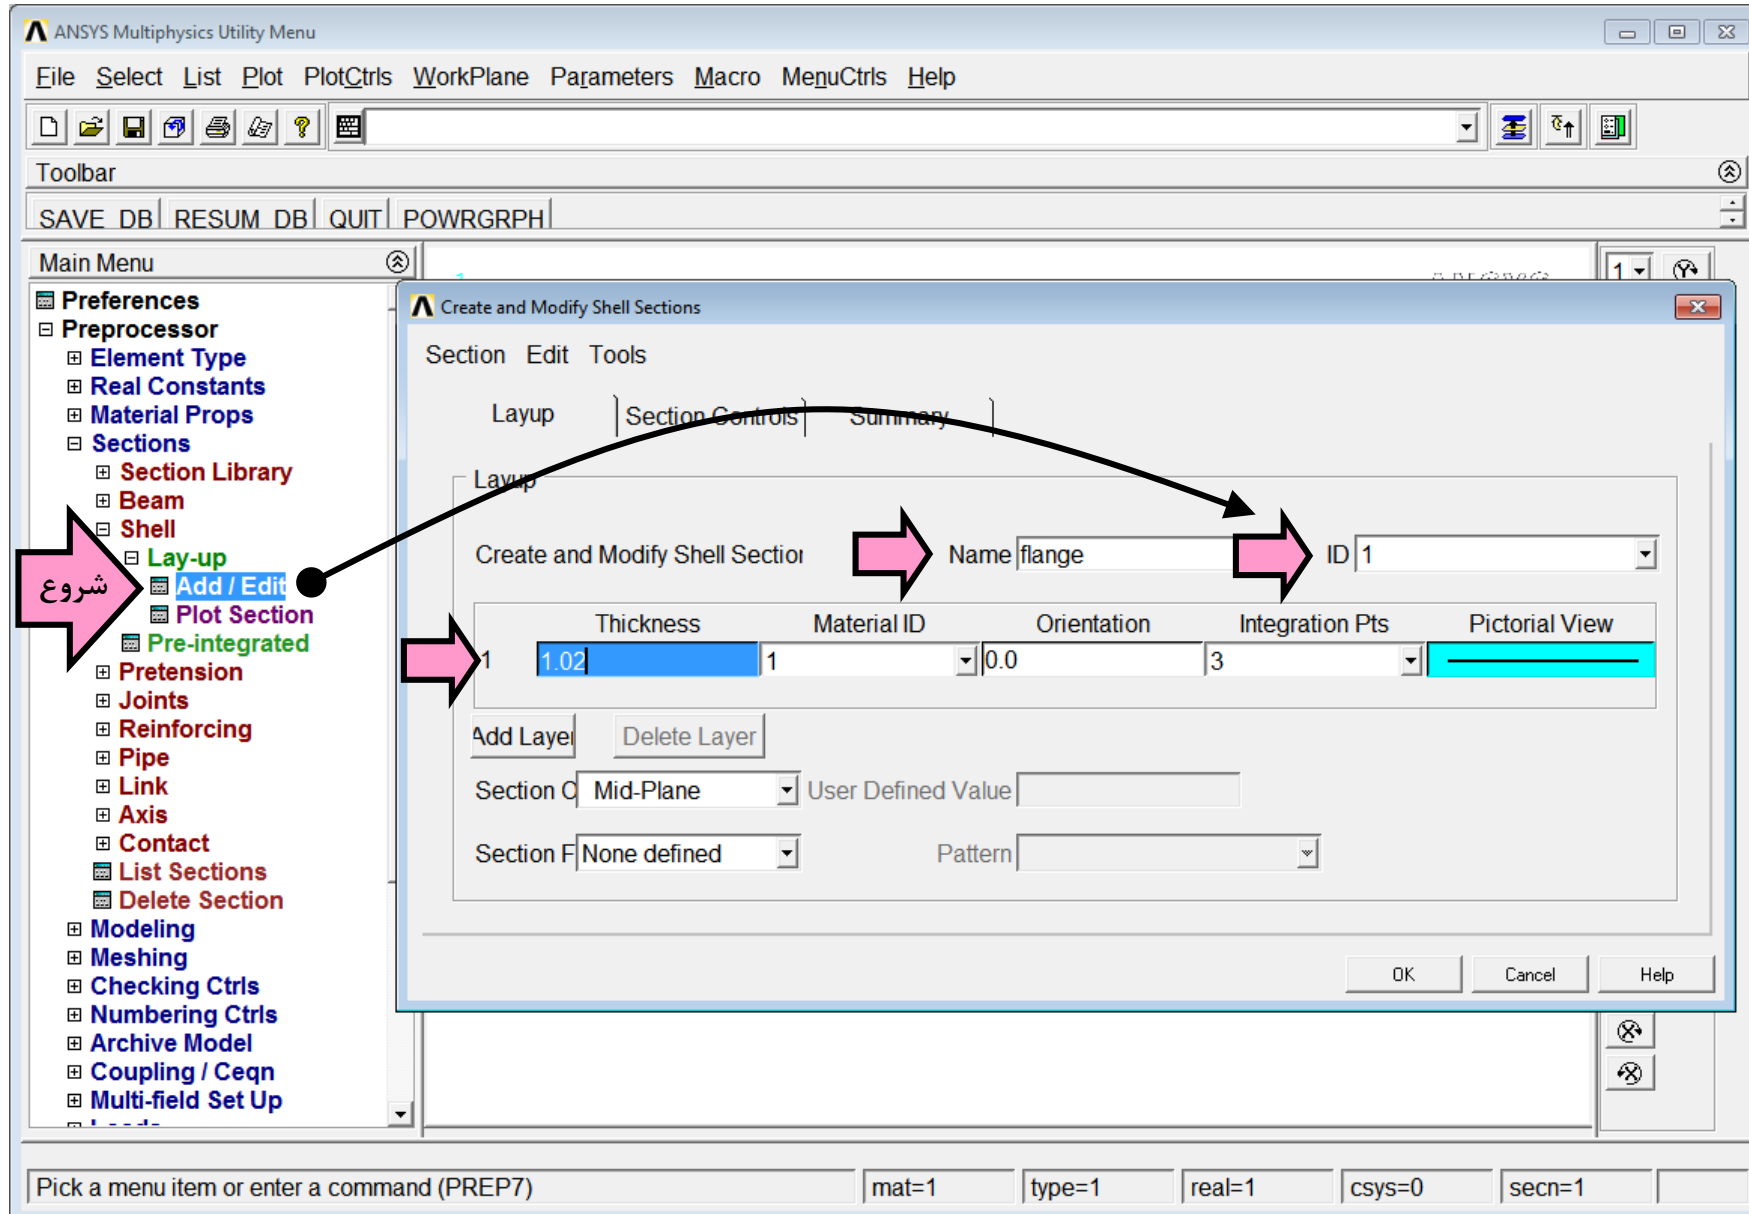 ANSYS Multiphysics Utility Menu
File Select List Plot PlotCtrls WorkPlane Parameters Macro MenuCtrls Help
Toolbar
SAVE_DB RESUM_DB QUIT POWRGRPH
Main Menu
1
Preferences
Preprocessor
Element Type
Real Constants
Material Props
Sections
Section Library
Beam
Shell
Lay-up
Add / Edit
Plot Section
Pre-integrated
Pretension
Joints
Reinforcing
Pipe
Link
Axis
Contact
List Sections
Delete Section
Modeling
Meshing
Checking Ctrls
Numbering Ctrls
Archive Model
Coupling / Ceqn
Multi-field Set Up
شروع
Create and Modify Shell Sections
Section Edit Tools
Layup Section Controls Summary
Layup
Create and Modify Shell Section Name flange ID 1
Thickness Material ID Orientation Integration Pts Pictorial View
1 1.02 1 0.0 3
Add Layer Delete Layer
Section O Mid-Plane User Defined Value
Section F None defined Pattern
OK Cancel Help
Pick a menu item or enter a command (PREP7) mat=1 type=1 real=1 csys=0 secn=1